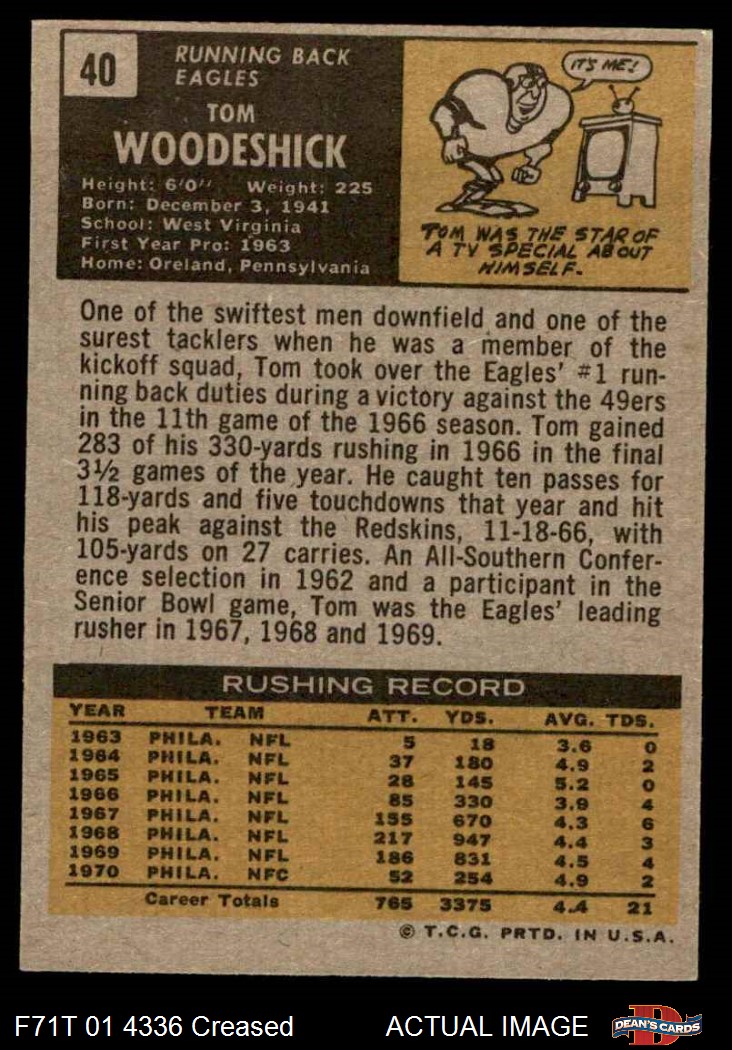 40
RUNNING BACK
EAGLES
TOM
WOODESHICK
Height: 6'0" Weight: 225
Born: December 3, 1941
School: West Virginia
First Year Pro: 1963
Home: Oreland, Pennsylvania
IT'S ME!
TOM WAS THE STAR OF
A TV SPECIAL ABOUT
HIMSELF.
One of the swiftest men downfield and one of the
surest tacklers when he was a member of the
kickoff squad, Tom took over the Eagles' #1 run-
ning back duties during a victory against the 49ers
in the 11th game of the 1966 season. Tom gained
283 of his 330-yards rushing in 1966 in the final
3½ games of the year. He caught ten passes for
118-yards and five touchdowns that year and hit
his peak against the Redskins, 11-18-66, with
105-yards on 27 carries. An All-Southern Confer-
ence selection in 1962 and a participant in the
Senior Bowl game, Tom was the Eagles' leading
rusher in 1967, 1968 and 1969.
RUSHING RECORD
YEAR TEAM ATT. YDS. AVG. TDS.
1963 PHILA. NFL 5 18 3.6 0
1964 PHILA. NFL 37 180 4.9 2
1965 PHILA. NFL 28 145 5.2 0
1966 PHILA. NFL 85 330 3.9 4
1967 PHILA. NFL 155 670 4.3 6
1968 PHILA. NFL 217 947 4.4 3
1969 PHILA. NFL 186 831 4.5 4
1970 PHILA. NFC 52 254 4.9 2
Career Totals 765 3375 4.4 21
© T.C.G. PRTD. IN U.S.A.
F71T 01 4336 Creased ACTUAL IMAGE D DEAN'S CARDS